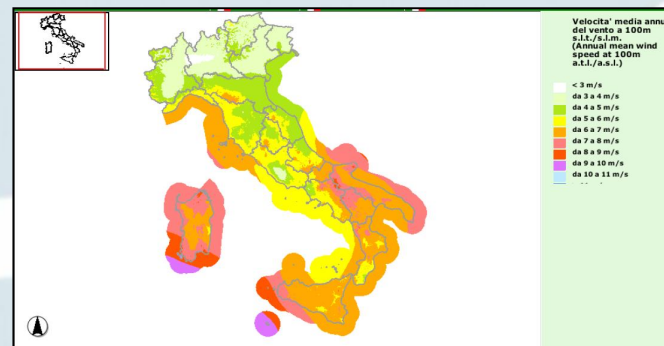 Velocita' media annu
del vento a 100m
s.l.t./s.l.m.
(Annual mean wind
speed at 100m
a.t.l./a.s.l.)
< 3 m/s
da 3 a 4 m/s
da 4 a 5 m/s
da 5 a 6 m/s
da 6 a 7 m/s
da 7 a 8 m/s
da 8 a 9 m/s
da 9 a 10 m/s
da 10 a 11 m/s